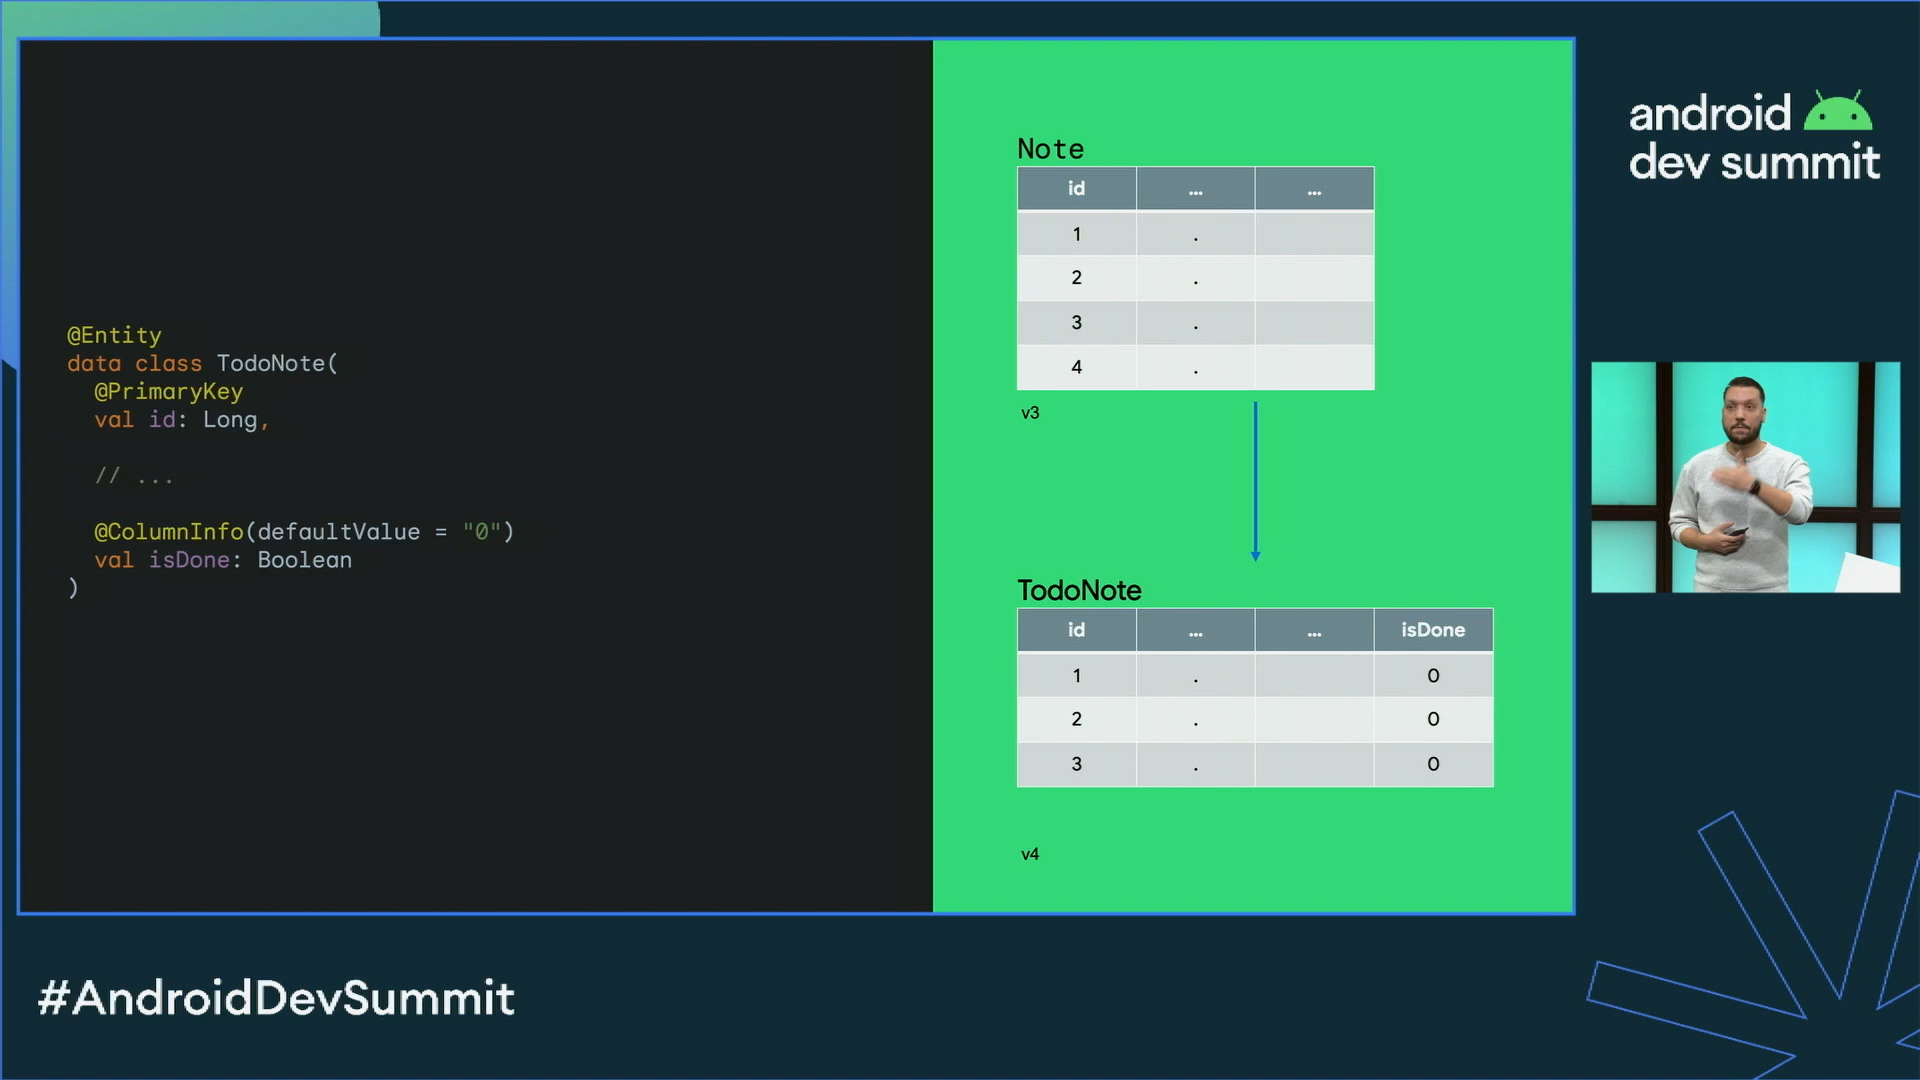 @Entity
data class TodoNote(
@PrimaryKey
val id: Long,
// ...
@ColumnInfo(defaultValue = "0")
val isDone: Boolean
)
Note
id ... ...
1 .
2 .
3 .
4 .
v3
TodoNote
id ... ... isDone
1 . 0
2 . 0
3 . 0
v4
android
dev summit
#AndroidDevSummit